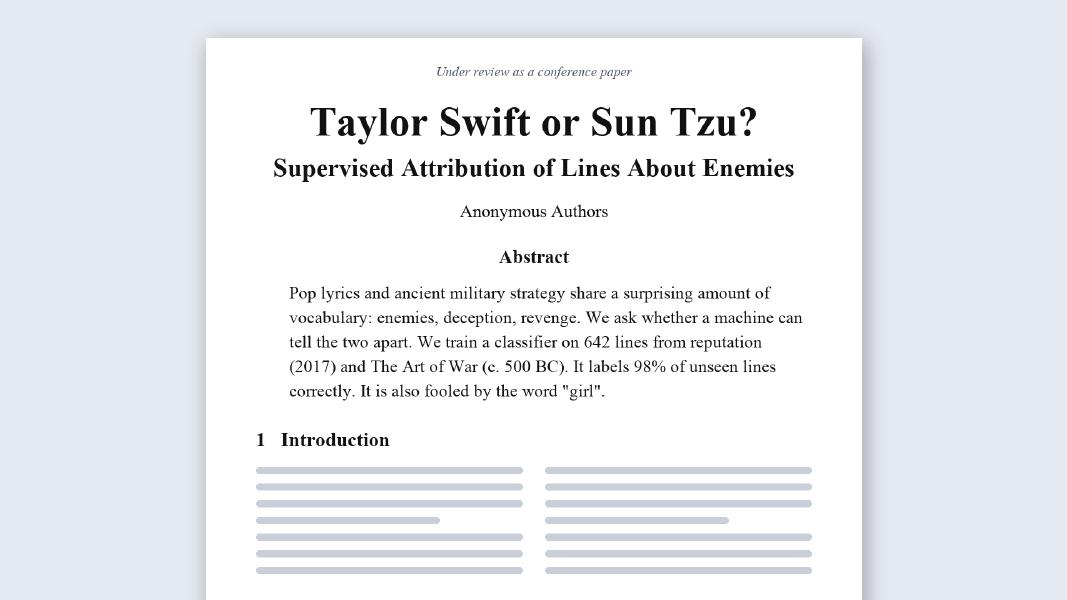 Under review as a conference paper
Taylor Swift or Sun Tzu?
Supervised Attribution of Lines About Enemies
Anonymous Authors
Abstract
Pop lyrics and ancient military strategy share a surprising amount of
vocabulary: enemies, deception, revenge. We ask whether a machine can
tell the two apart. We train a classifier on 642 lines from reputation
(2017) and The Art of War (c. 500 BC). It labels 98% of unseen lines
correctly. It is also fooled by the word "girl".
1 Introduction